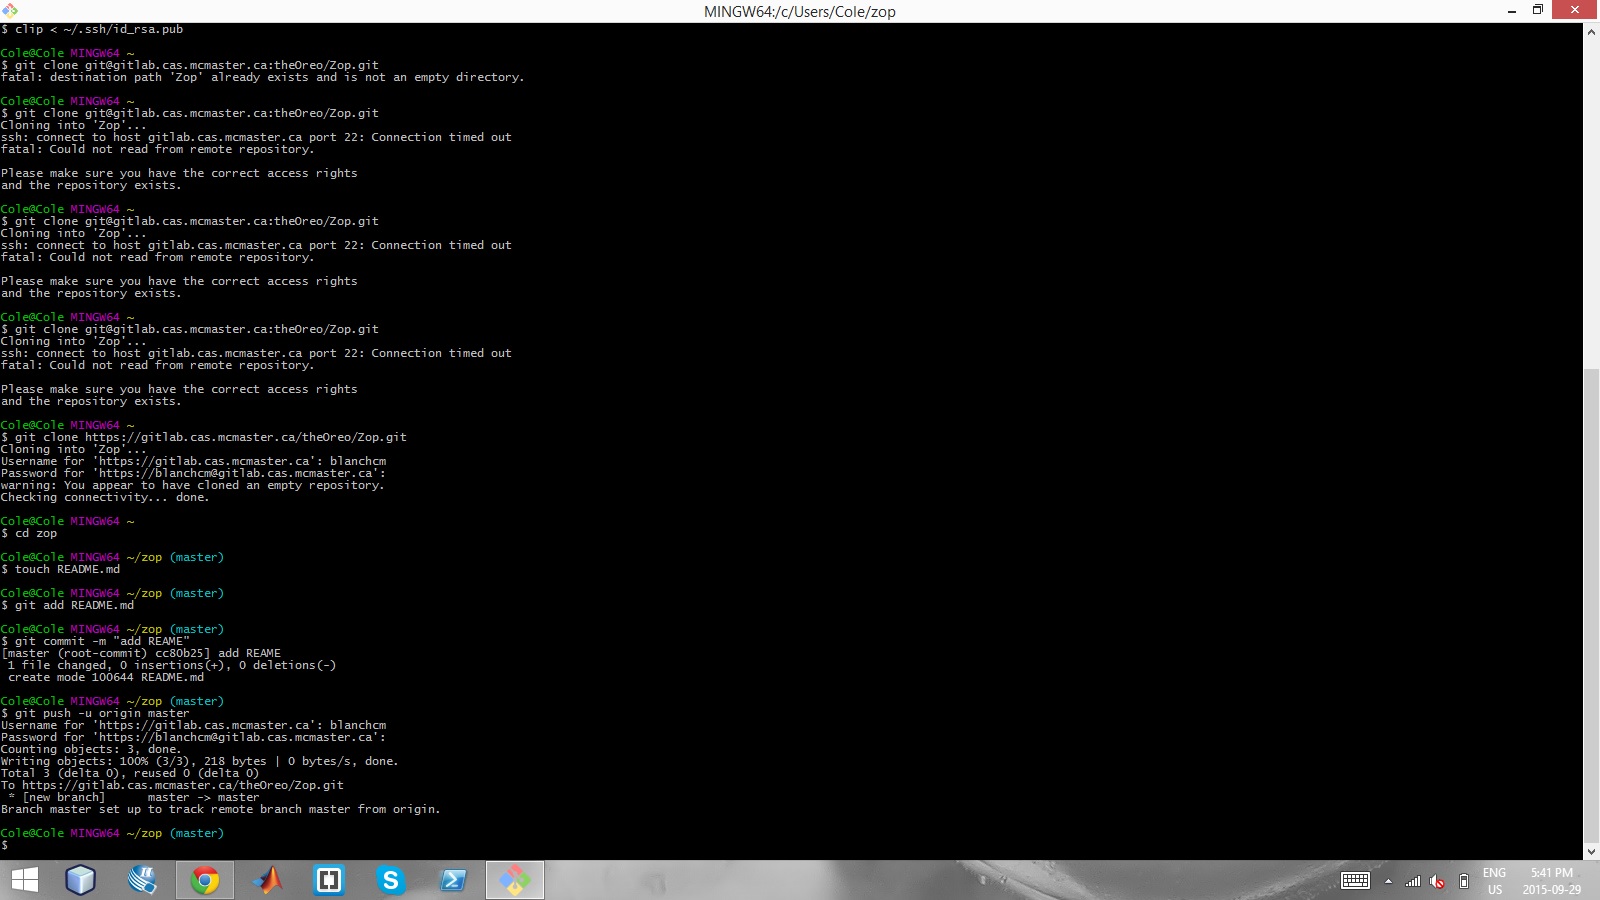 MINGW64:/c/Users/Cole/zop
$ clip < ~/.ssh/id_rsa.pub
Cole@Cole MINGW64 ~
$ git clone git@gitlab.cas.mcmaster.ca:theOreo/Zop.git
fatal: destination path 'Zop' already exists and is not an empty directory.
Cole@Cole MINGW64 ~
$ git clone git@gitlab.cas.mcmaster.ca:theOreo/Zop.git
Cloning into 'Zop'...
ssh: connect to host gitlab.cas.mcmaster.ca port 22: Connection timed out
fatal: Could not read from remote repository.
Please make sure you have the correct access rights
and the repository exists.
Cole@Cole MINGW64 ~
$ git clone git@gitlab.cas.mcmaster.ca:theOreo/Zop.git
Cloning into 'Zop'...
ssh: connect to host gitlab.cas.mcmaster.ca port 22: Connection timed out
fatal: Could not read from remote repository.
Please make sure you have the correct access rights
and the repository exists.
Cole@Cole MINGW64 ~
$ git clone git@gitlab.cas.mcmaster.ca:theOreo/Zop.git
Cloning into 'Zop'...
ssh: connect to host gitlab.cas.mcmaster.ca port 22: Connection timed out
fatal: Could not read from remote repository.
Please make sure you have the correct access rights
and the repository exists.
Cole@Cole MINGW64 ~
$ git clone https://gitlab.cas.mcmaster.ca/theOreo/Zop.git
Cloning into 'Zop'...
Username for 'https://gitlab.cas.mcmaster.ca': blanchcm
Password for 'https://blanchcm@gitlab.cas.mcmaster.ca':
warning: You appear to have cloned an empty repository.
Checking connectivity... done.
Cole@Cole MINGW64 ~
$ cd zop
Cole@Cole MINGW64 ~/zop (master)
$ touch README.md
Cole@Cole MINGW64 ~/zop (master)
$ git add README.md
Cole@Cole MINGW64 ~/zop (master)
$ git commit -m "add REAME"
[master (root-commit) cc80b25] add REAME
1 file changed, 0 insertions(+), 0 deletions(-)
create mode 100644 README.md
Cole@Cole MINGW64 ~/zop (master)
$ git push -u origin master
Username for 'https://gitlab.cas.mcmaster.ca': blanchcm
Password for 'https://blanchcm@gitlab.cas.mcmaster.ca':
Counting objects: 3, done.
Writing objects: 100% (3/3), 218 bytes | 0 bytes/s, done.
Total 3 (delta 0), reused 0 (delta 0)
To https://gitlab.cas.mcmaster.ca/theOreo/Zop.git
* [new branch]      master -> master
Branch master set up to track remote branch master from origin.
Cole@Cole MINGW64 ~/zop (master)
$
ENG
US
5:41 PM
2015-09-29